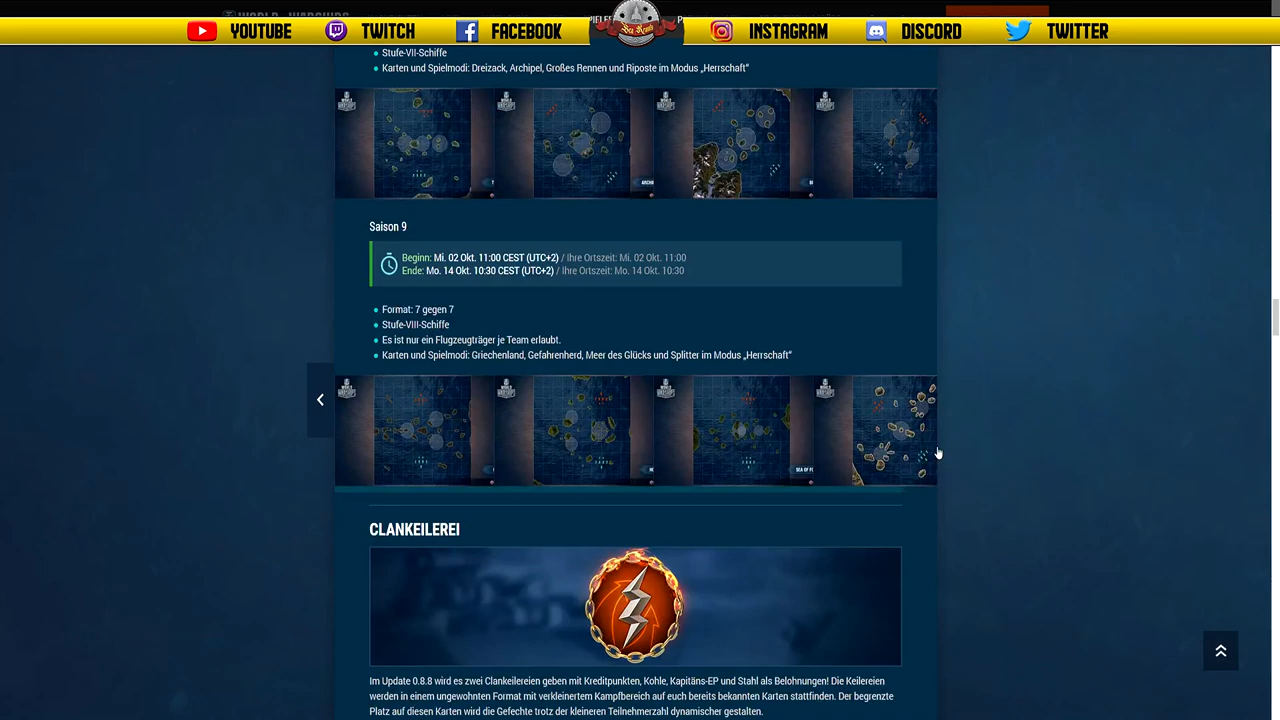 YOUTUBE
TWITCH
FACEBOOK
INSTAGRAM
DISCORD
TWITTER
Stufe-VII-Schiffe
Karten und Spielmodi: Dreizack, Archipel, Großes Rennen und Riposte im Modus „Herrschaft“
Saison 9
Beginn: Mi. 02 Okt. 11:00 CEST (UTC+2) / Ihre Ortszeit: Mi. 02 Okt. 11:00
Ende: Mo. 14 Okt. 10:30 CEST (UTC+2) / Ihre Ortszeit: Mo. 14 Okt. 10:30
Format: 7 gegen 7
Stufe-VIII-Schiffe
Es ist nur ein Flugzeugträger je Team erlaubt.
Karten und Spielmodi: Griechenland, Gefahrenherd, Meer des Glücks und Splitter im Modus „Herrschaft“
SEA OF F
CLANKEILEREI
Im Update 0.8.8 wird es zwei Clankeilereien geben mit Kreditpunkten, Kohle, Kapitäns-EP und Stahl als Belohnungen! Die Keilereien
werden in einem ungewohnten Format mit verkleinertem Kampfbereich auf euch bereits bekannten Karten stattfinden. Der begrenzte
Platz auf diesen Karten wird die Gefechte trotz der kleineren Teilnehmerzahl dynamischer gestalten.